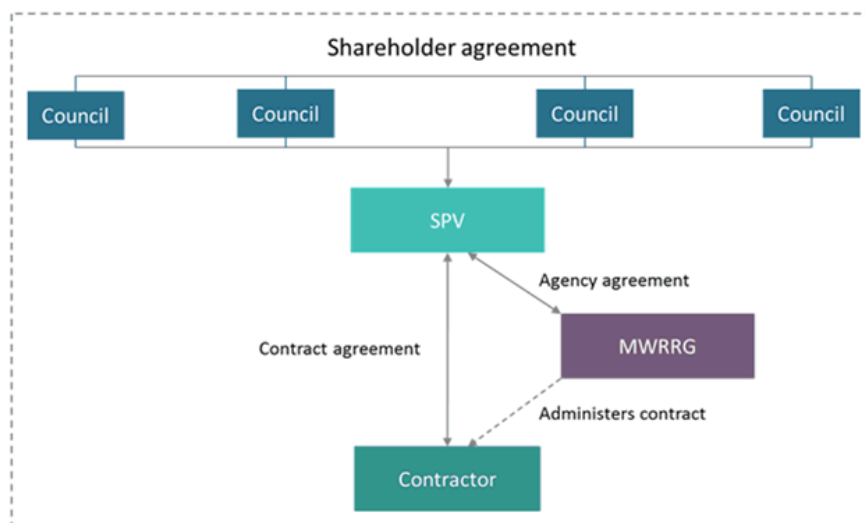 Shareholder agreement
Council
Council
Council
Council
SPV
Agency agreement
Contract agreement
MWRRG
Administers contract
Contractor